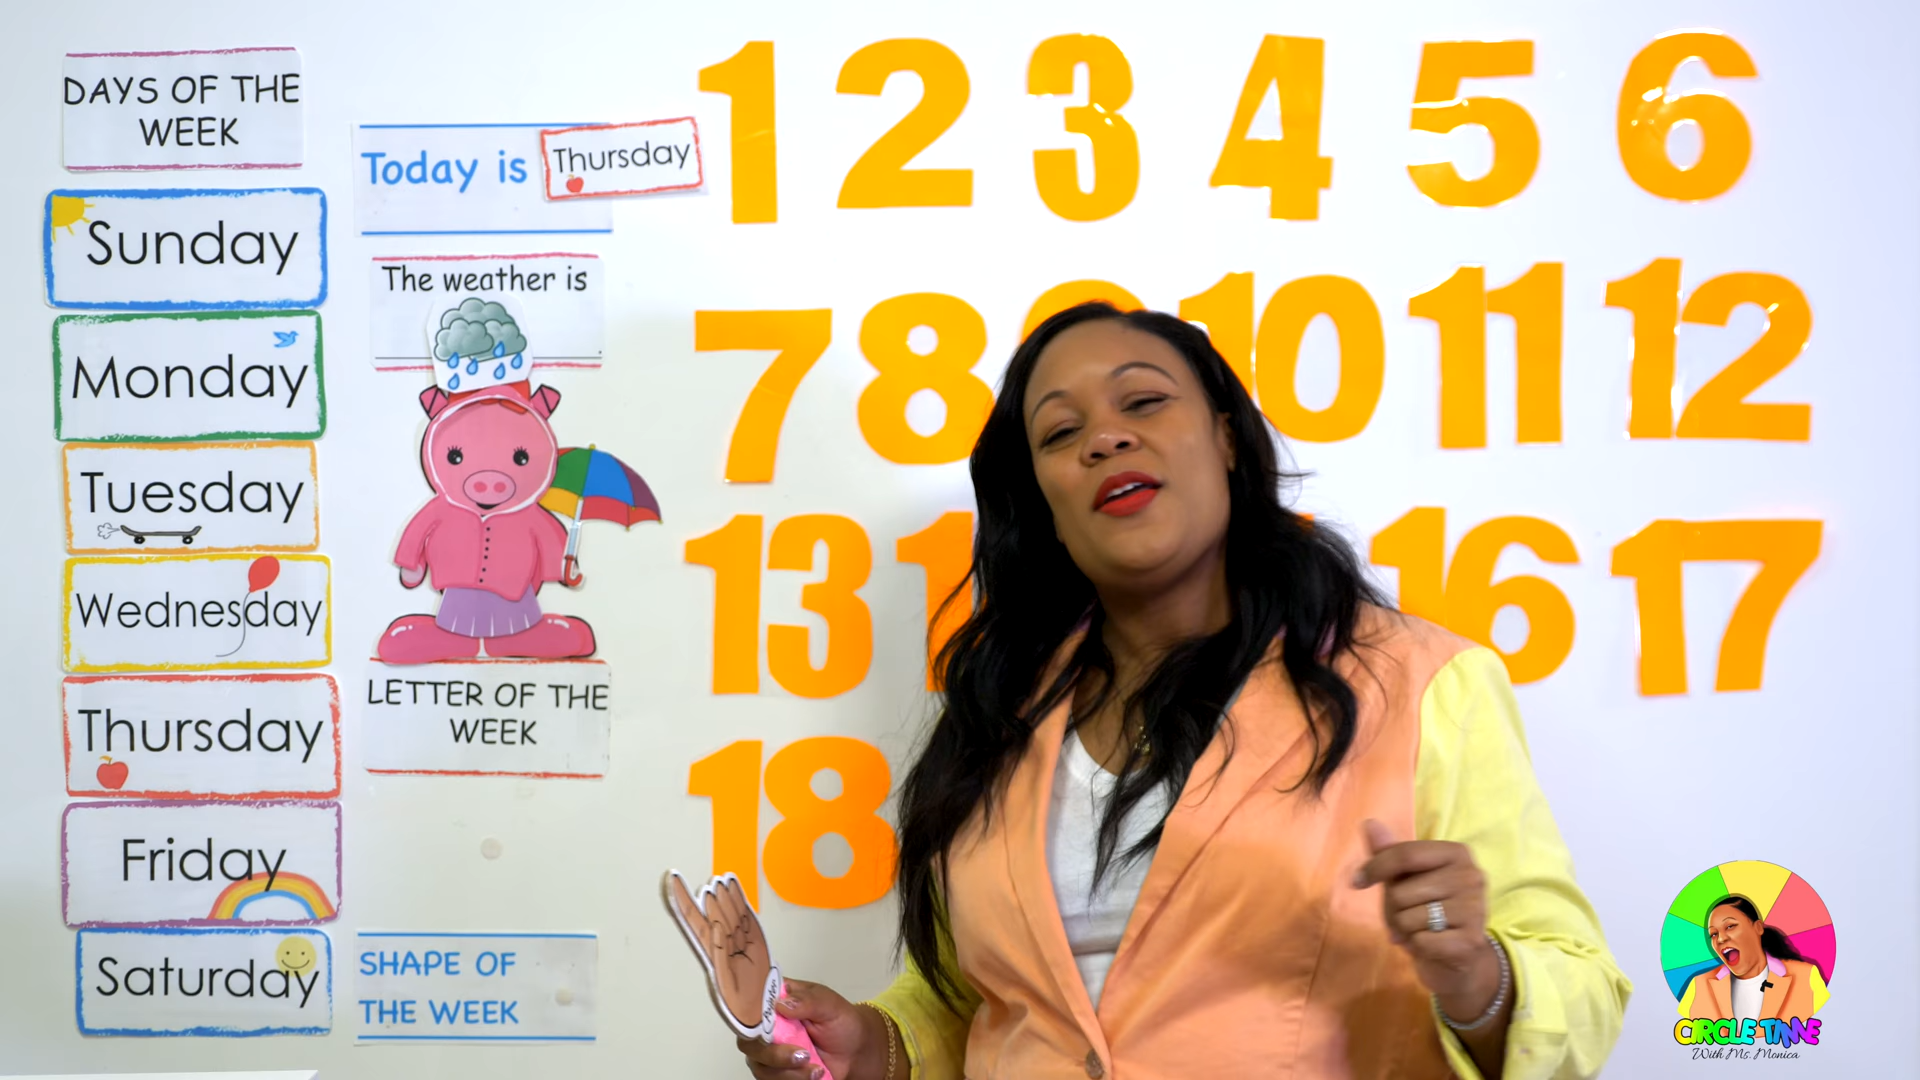 DAYS OF THE
WEEK
Sunday
Monday
Tuesday
Wednesday
Thursday
Friday
Saturday
Today is Thursday
The weather is
LETTER OF THE
WEEK
SHAPE OF
THE WEEK
1 2 3 4 5 6
7 8 10 11 12
13 16 17
18
CIRCLE TIME
With Ms. Monica